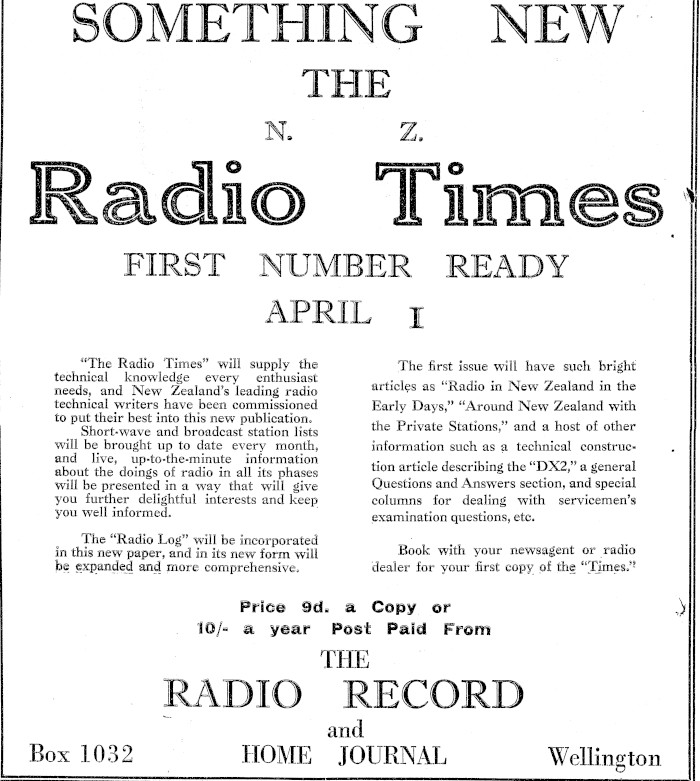 SOMETHING NEW
THE
N. Z.
Radio Times
FIRST NUMBER READY
APRIL 1
"The Radio Times" will supply the
technical knowledge every enthusiast
needs, and New Zealand's leading radio
technical writers have been commissioned
to put their best into this new publication.
Short-wave and broadcast station lists
will be brought up to date every month,
and live, up-to-the-minute information
about the doings of radio in all its phases
will be presented in a way that will give
you further delightful interests and keep
you well informed.
The "Radio Log" will be incorporated
in this new paper, and in its new form will
be expanded and more comprehensive.
The first issue will have such bright
articles as "Radio in New Zealand in the
Early Days," "Around New Zealand with
the Private Stations," and a host of other
information such as a technical construc-
tion article describing the "DX2," a general
Questions and Answers section, and special
columns for dealing with servicemen's
examination questions, etc.
Book with your newsagent or radio
dealer for your first copy of the "Times."
Price 9d. a Copy or
10/- a year Post Paid From
THE
RADIO RECORD
and
Box 1032 HOME JOURNAL Wellington